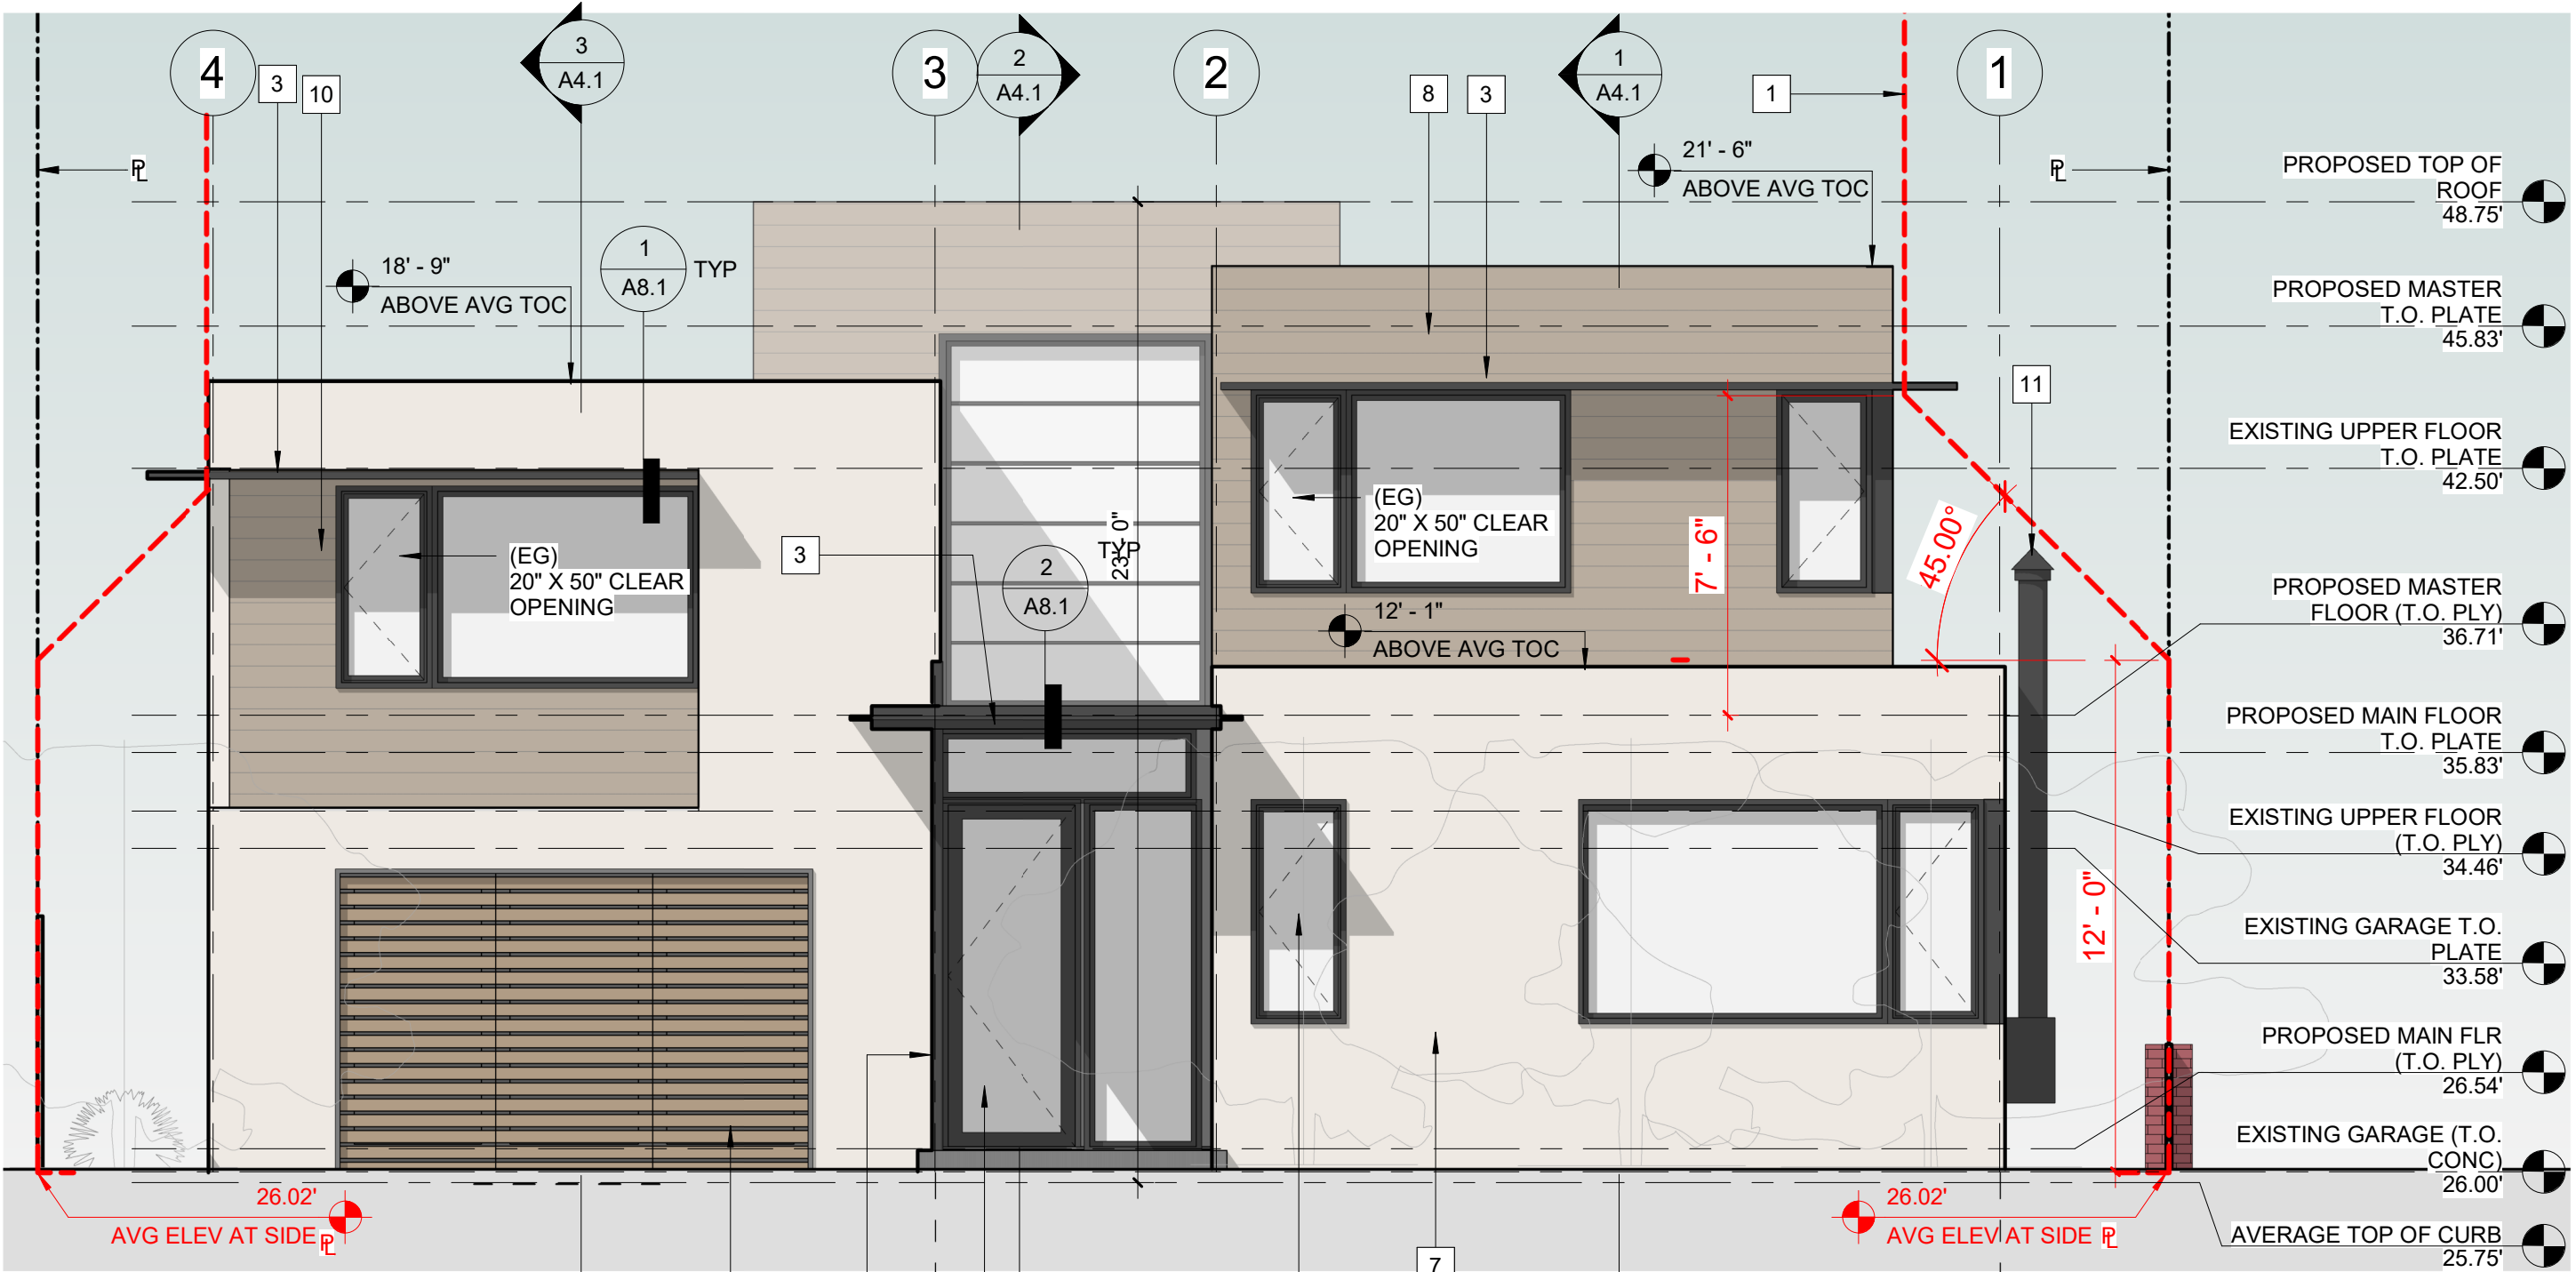 4
3
10
3
A4.1
3
2
A4.1
2
8
3
1
A4.1
1
1
PL
PL
21' - 6"
ABOVE AVG TOC
18' - 9"
ABOVE AVG TOC
1
A8.1
TYP
(EG)
20" X 50" CLEAR
OPENING
3
23' - 0"
TYP
2
A8.1
(EG)
20" X 50" CLEAR
OPENING
12' - 1"
ABOVE AVG TOC
7' - 6"
45.00°
11
12' - 0"
PROPOSED TOP OF
ROOF
48.75'
PROPOSED MASTER
T.O. PLATE
45.83'
EXISTING UPPER FLOOR
T.O. PLATE
42.50'
PROPOSED MASTER
FLOOR (T.O. PLY)
36.71'
PROPOSED MAIN FLOOR
T.O. PLATE
35.83'
EXISTING UPPER FLOOR
(T.O. PLY)
34.46'
EXISTING GARAGE T.O.
PLATE
33.58'
PROPOSED MAIN FLR
(T.O. PLY)
26.54'
EXISTING GARAGE (T.O.
CONC)
26.00'
AVERAGE TOP OF CURB
25.75'
26.02'
AVG ELEV AT SIDE PL
7
26.02'
AVG ELEV AT SIDE PL